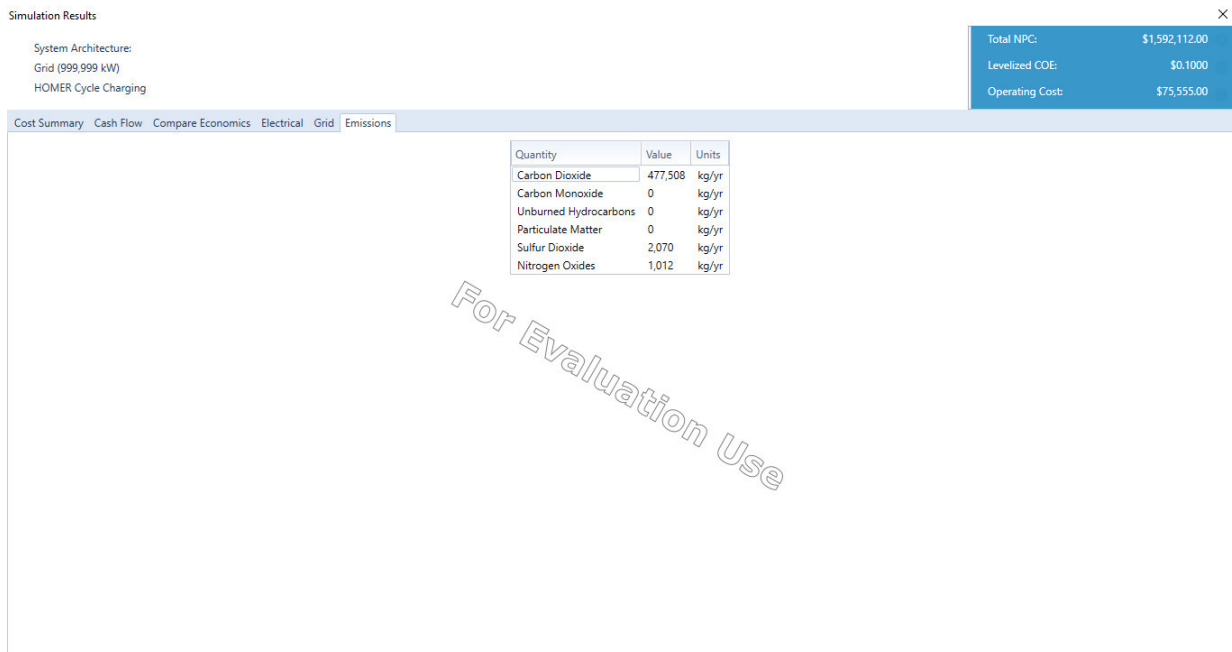 Simulation Results
System Architecture:
Grid (999,999 kW)
HOMER Cycle Charging
Total NPC: $1,592,112.00
Levelized COE: $0.1000
Operating Cost: $75,555.00
Cost Summary Cash Flow Compare Economics Electrical Grid Emissions
Quantity Value Units
Carbon Dioxide 477,508 kg/yr
Carbon Monoxide 0 kg/yr
Unburned Hydrocarbons 0 kg/yr
Particulate Matter 0 kg/yr
Sulfur Dioxide 2,070 kg/yr
Nitrogen Oxides 1,012 kg/yr
For Evaluation Use